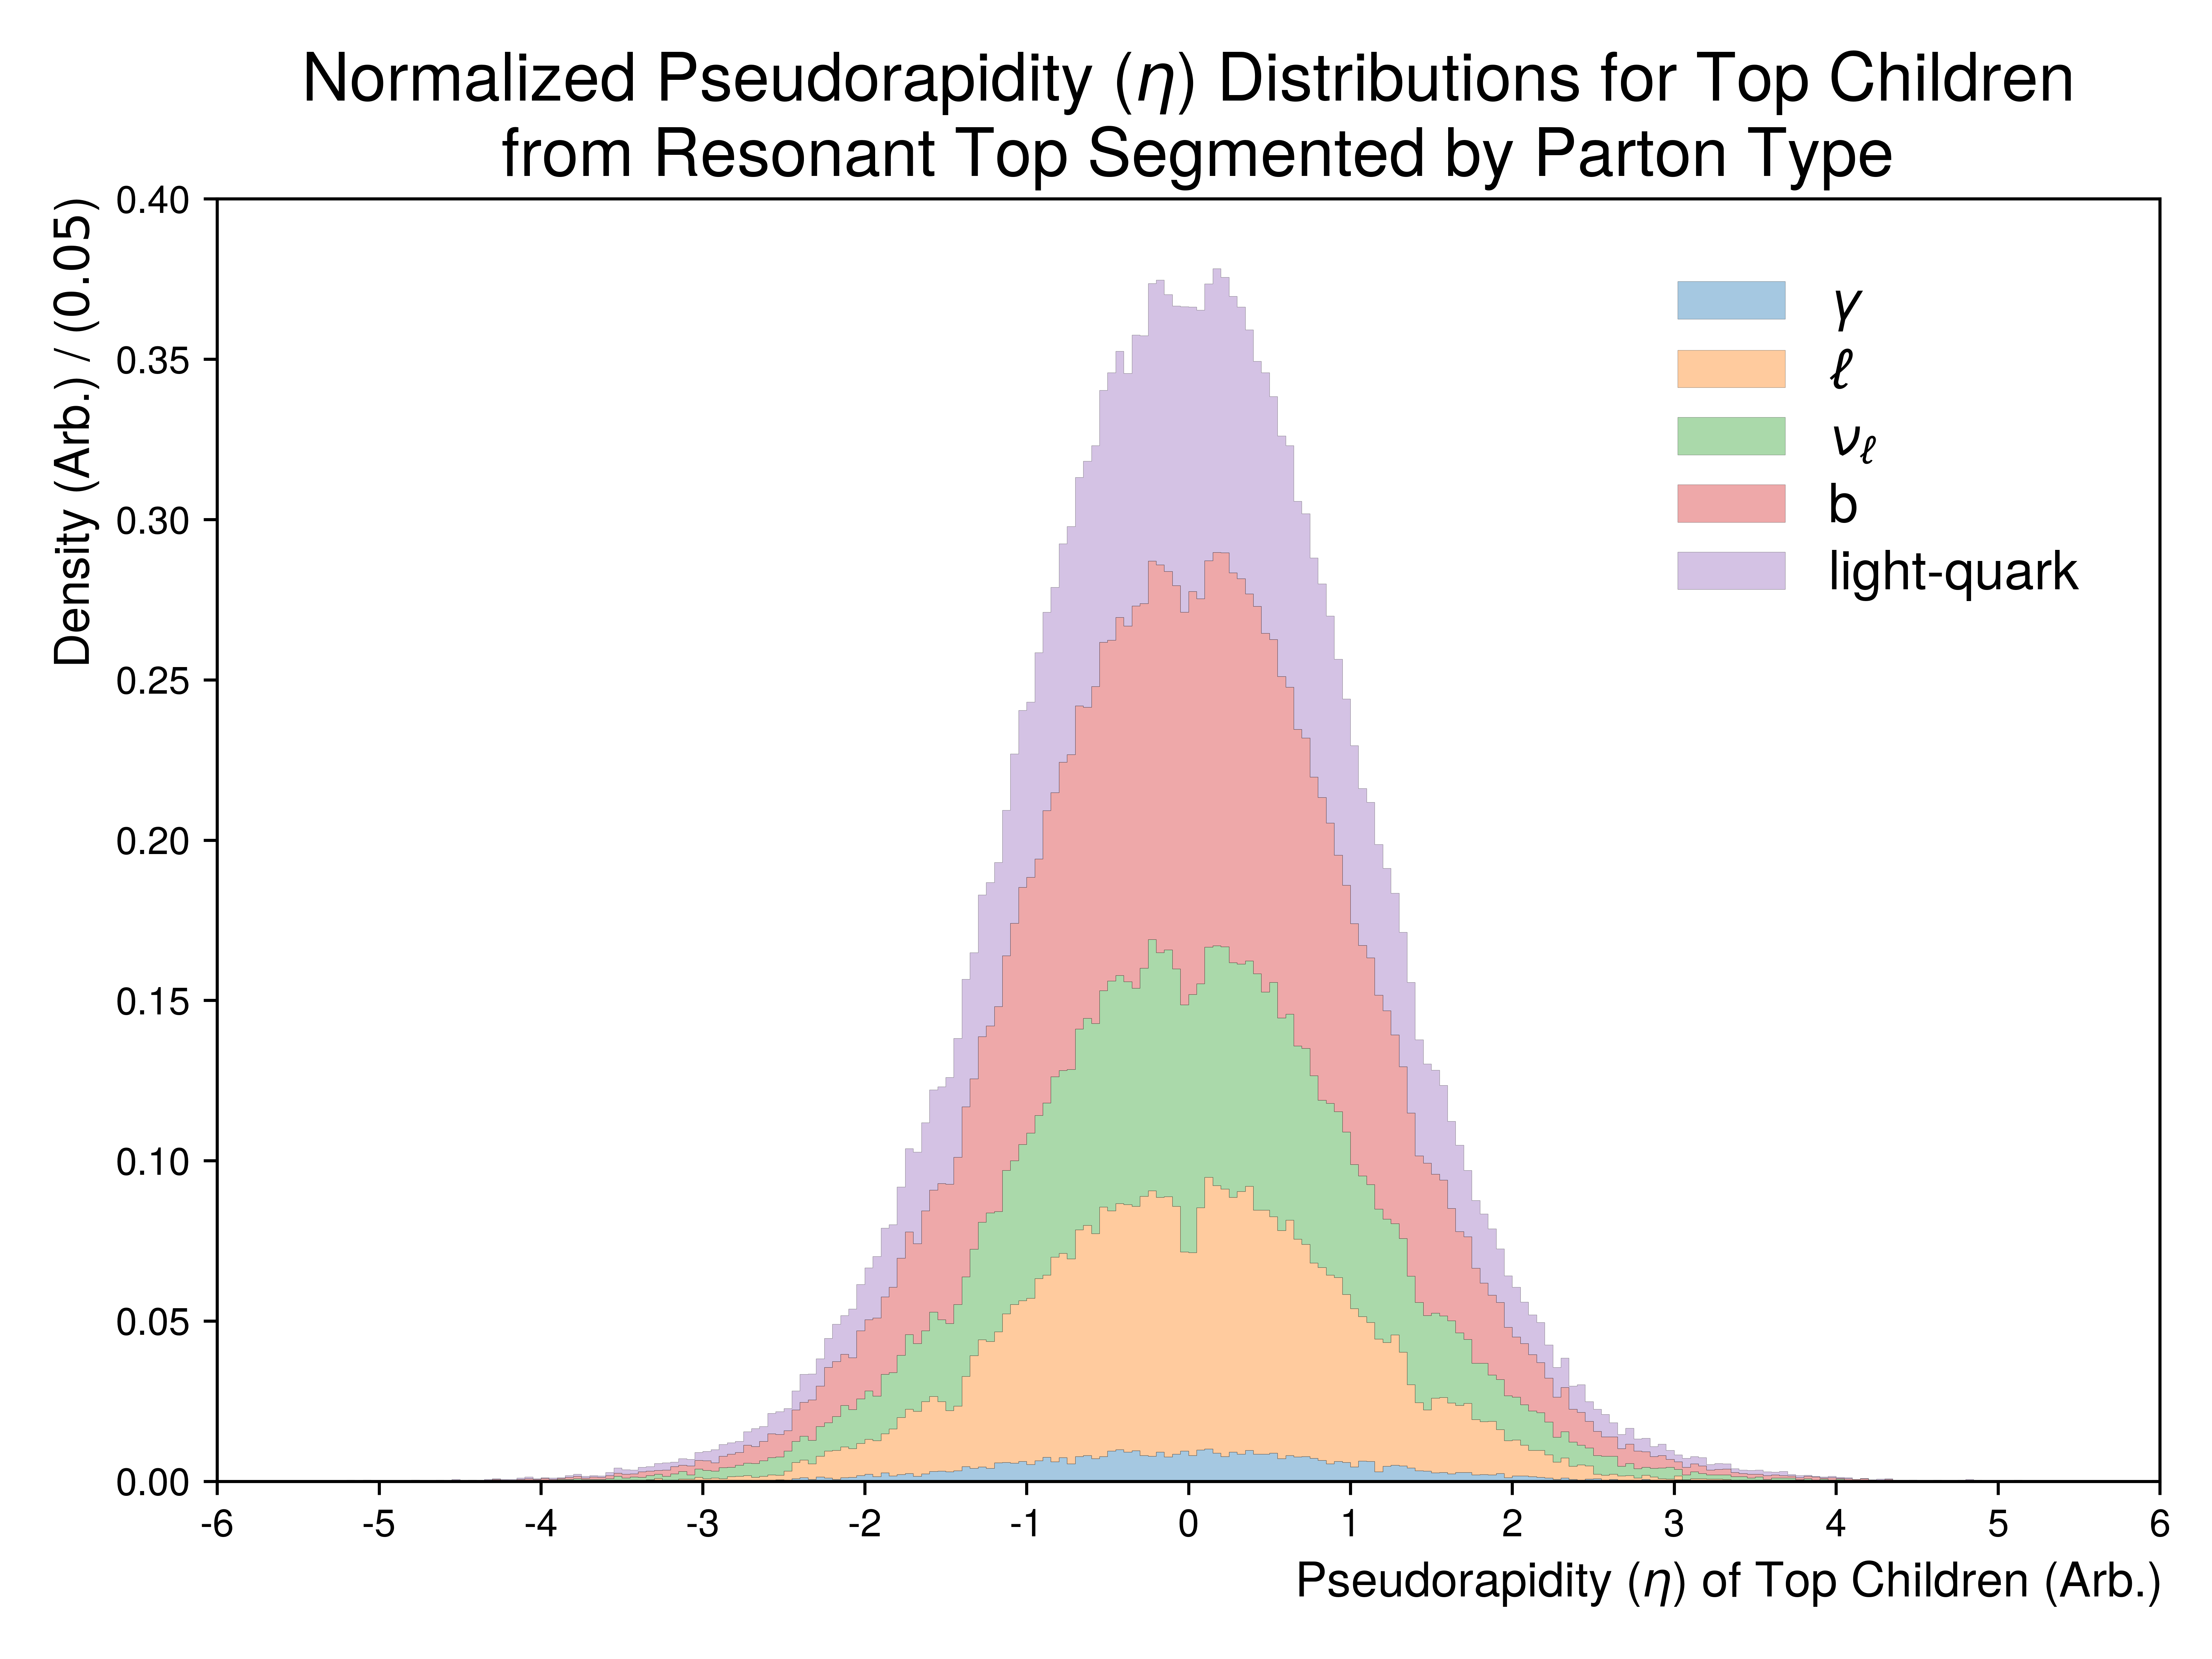 Normalized Pseudorapidity (η) Distributions for Top Children
from Resonant Top Segmented by Parton Type
Density (Arb.) / (0.05)
0.40
0.35
0.30
0.25
0.20
0.15
0.10
0.05
0.00
γ
ℓ
νℓ
b
light-quark
-6 -5 -4 -3 -2 -1 0 1 2 3 4 5 6
Pseudorapidity (η) of Top Children (Arb.)